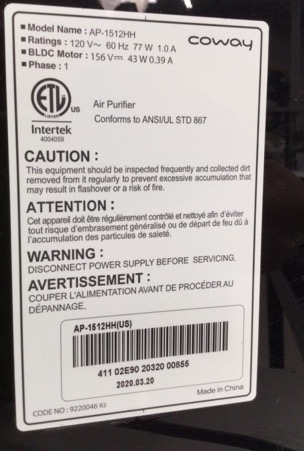 ■ Model Name : AP-1512HH
■ Ratings : 120 V~ 60 Hz 77 W 1.0 A
■ BLDC Motor : 156 V⎓ 43 W 0.39 A
■ Phase : 1
coway
ETL
LISTED
US
Intertek
4004059
Air Purifier
Conforms to ANSI/UL STD 867
CAUTION :
This equipment should be inspected frequently and collected dirt
removed from it regularly to prevent excessive accumulation that
may result in flashover or a risk of fire.
ATTENTION :
Cet appareil doit être régulièrement contrôlé et nettoyé afin d'éviter
tout risque d'embrasement généralisé ou de départ de feu dû à
l'accumulation des particules de saleté.
WARNING :
DISCONNECT POWER SUPPLY BEFORE SERVICING.
AVERTISSEMENT :
COUPER L'ALIMENTATION AVANT DE PROCÉDER AU
DÉPANNAGE.
AP-1512HH(US)
411 02E90 20320 00855
2020.03.20
Made in China
CODE NO : 9220046 R3